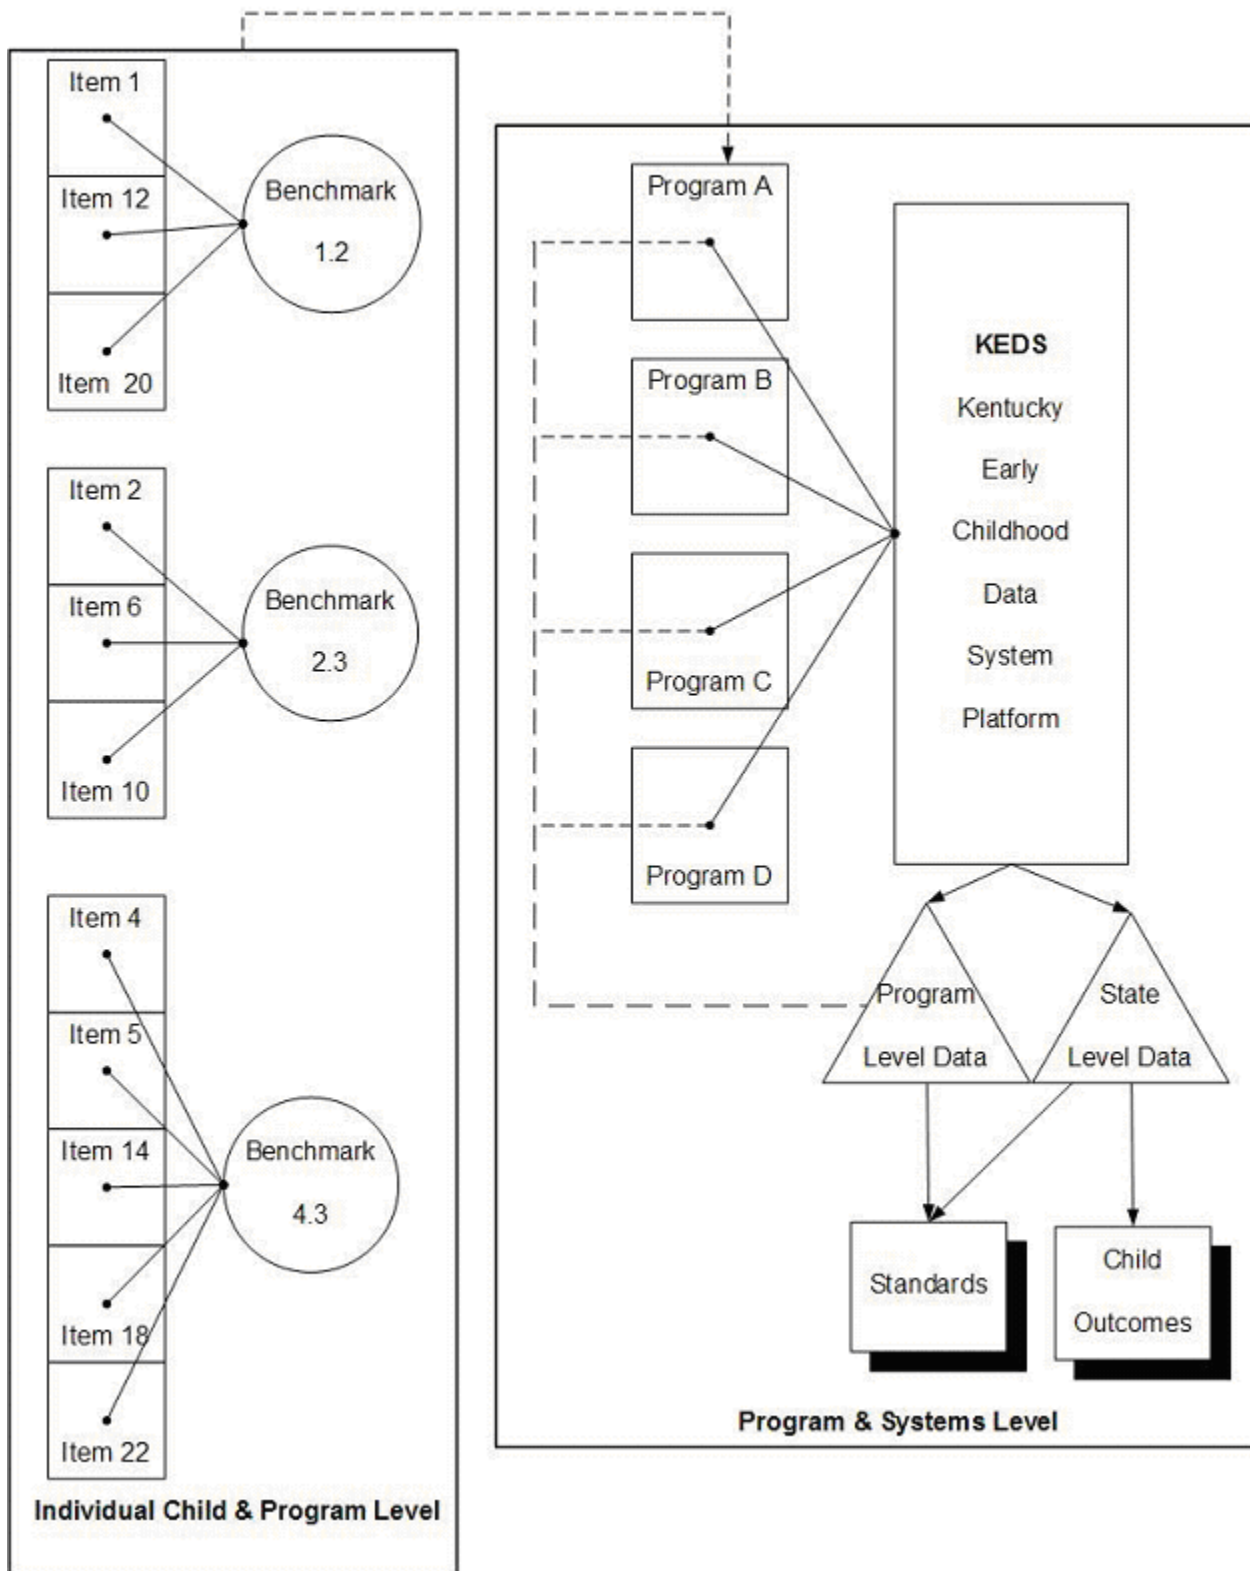 Item 1
Item 12
Item 20
Benchmark
1.2
Item 2
Item 6
Item 10
Benchmark
2.3
Item 4
Item 5
Item 14
Item 18
Item 22
Benchmark
4.3
Individual Child & Program Level
Program A
Program B
Program C
Program D
KEDS
Kentucky
Early
Childhood
Data
System
Platform
Program
Level Data
State
Level Data
Standards
Child
Outcomes
Program & Systems Level